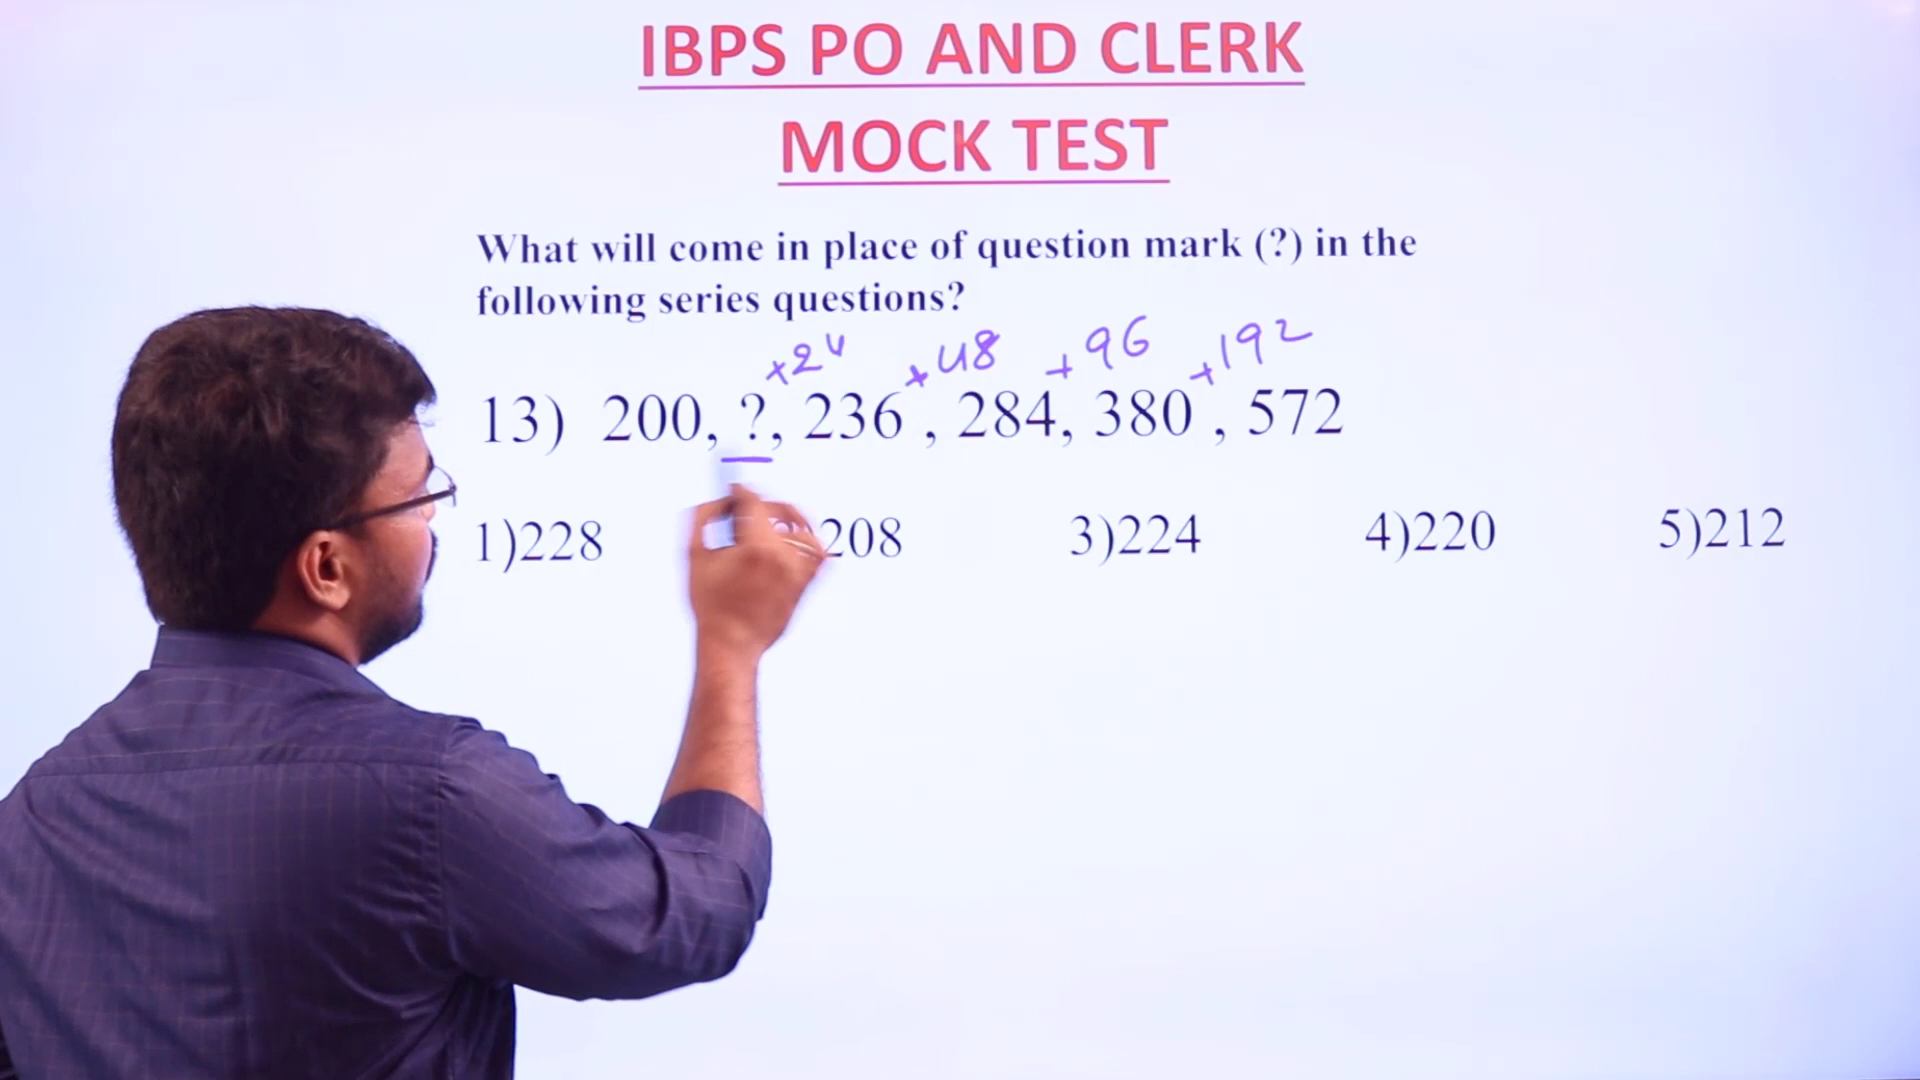 IBPS PO AND CLERK
MOCK TEST
What will come in place of question mark (?) in the
following series questions?
+24 +48 +96 +192
13) 200, ?, 236 , 284, 380 , 572
1)228 208 3)224 4)220 5)212